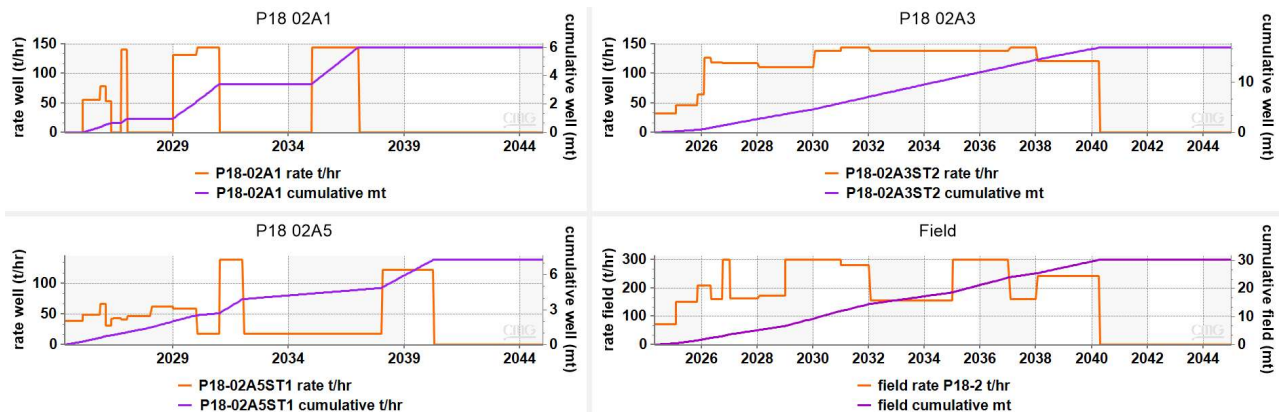 P18 02A1
rate well (t/hr)
150
100
50
0
cumulative well (mt)
6
4
2
0
CMG
2029 2034 2039 2044
P18-02A1 rate t/hr
P18-02A1 cumulative mt
P18 02A3
rate well (t/hr)
150
100
50
0
cumulative well (mt)
10
0
CMG
2026 2028 2030 2032 2034 2036 2038 2040 2042 2044
P18-02A3ST2 rate t/hr
P18-02A3ST2 cumulative mt
P18 02A5
rate well (t/hr)
100
50
0
cumulative well (mt)
6
3
0
CMG
2029 2034 2039 2044
P18-02A5ST1 rate t/hr
P18-02A5ST1 cumulative t/hr
Field
rate field (t/hr)
300
200
100
0
cumulative field (mt)
30
20
10
0
CMG
2026 2028 2030 2032 2034 2036 2038 2040 2042 2044
field rate P18-2 t/hr
field cumulative mt